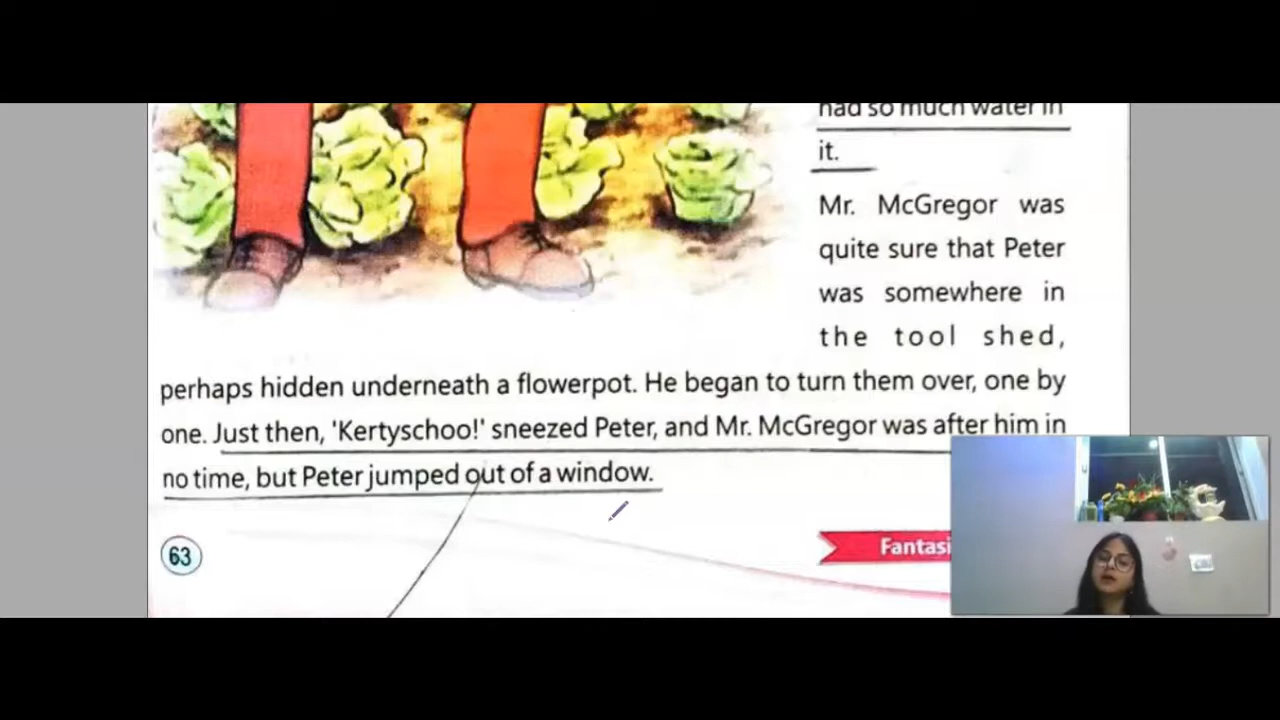 had so much water in
it.
Mr. McGregor was
quite sure that Peter
was somewhere in
the tool shed,
perhaps hidden underneath a flowerpot. He began to turn them over, one by
one. Just then, 'Kertyschoo!' sneezed Peter, and Mr. McGregor was after him in
no time, but Peter jumped out of a window.
63
Fantasi